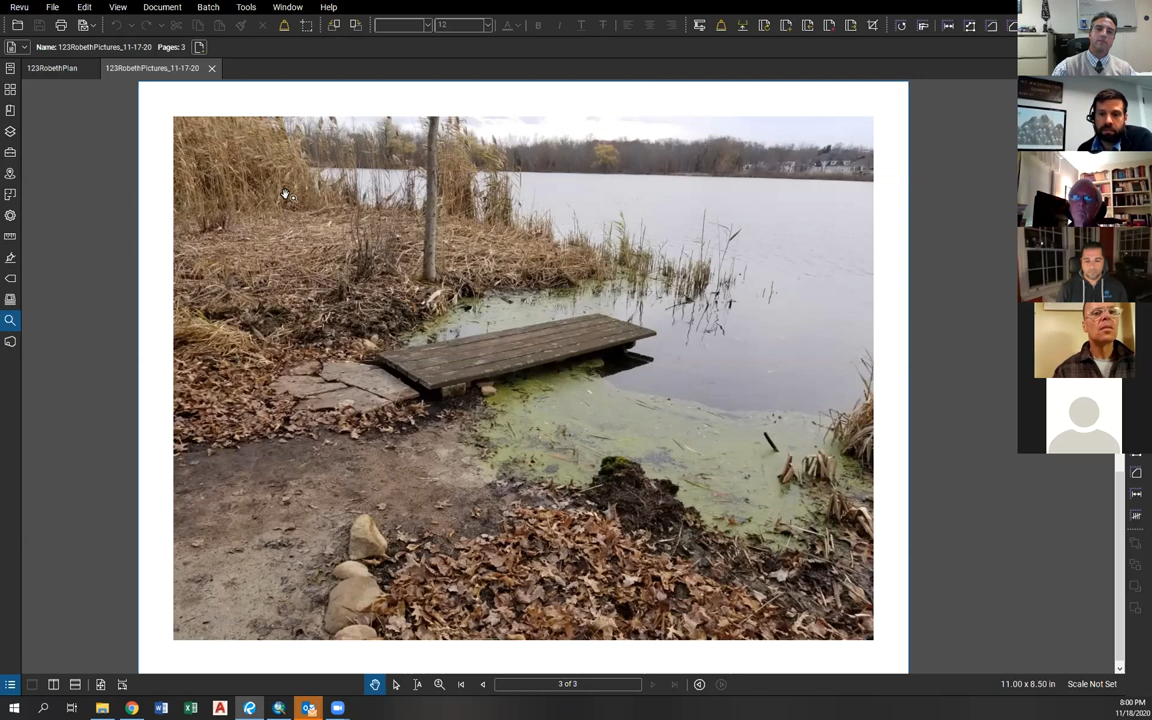 Revu File Edit View Document Batch Tools Window Help
12
Name: 123RobethPictures_11-17-20 Pages: 3
123RobethPlan 123RobethPictures_11-17-20
3 of 3
11.00 x 8.50 in Scale Not Set
8:00 PM
11/18/2020